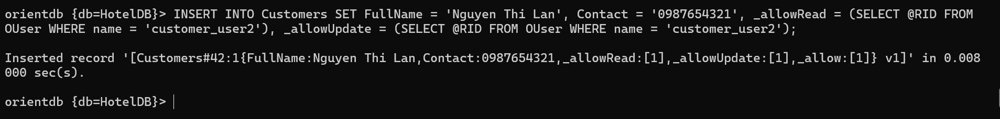 orientdb {db=HotelDB}> INSERT INTO Customers SET FullName = 'Nguyen Thi Lan', Contact = '0987654321', _allowRead = (SELECT @RID FROM
OUser WHERE name = 'customer_user2'), _allowUpdate = (SELECT @RID FROM OUser WHERE name = 'customer_user2');
Inserted record '[Customers#42:1{FullName:Nguyen Thi Lan,Contact:0987654321,_allowRead:[1],_allowUpdate:[1],_allow:[1]} v1]' in 0.008
000 sec(s).
orientdb {db=HotelDB}>